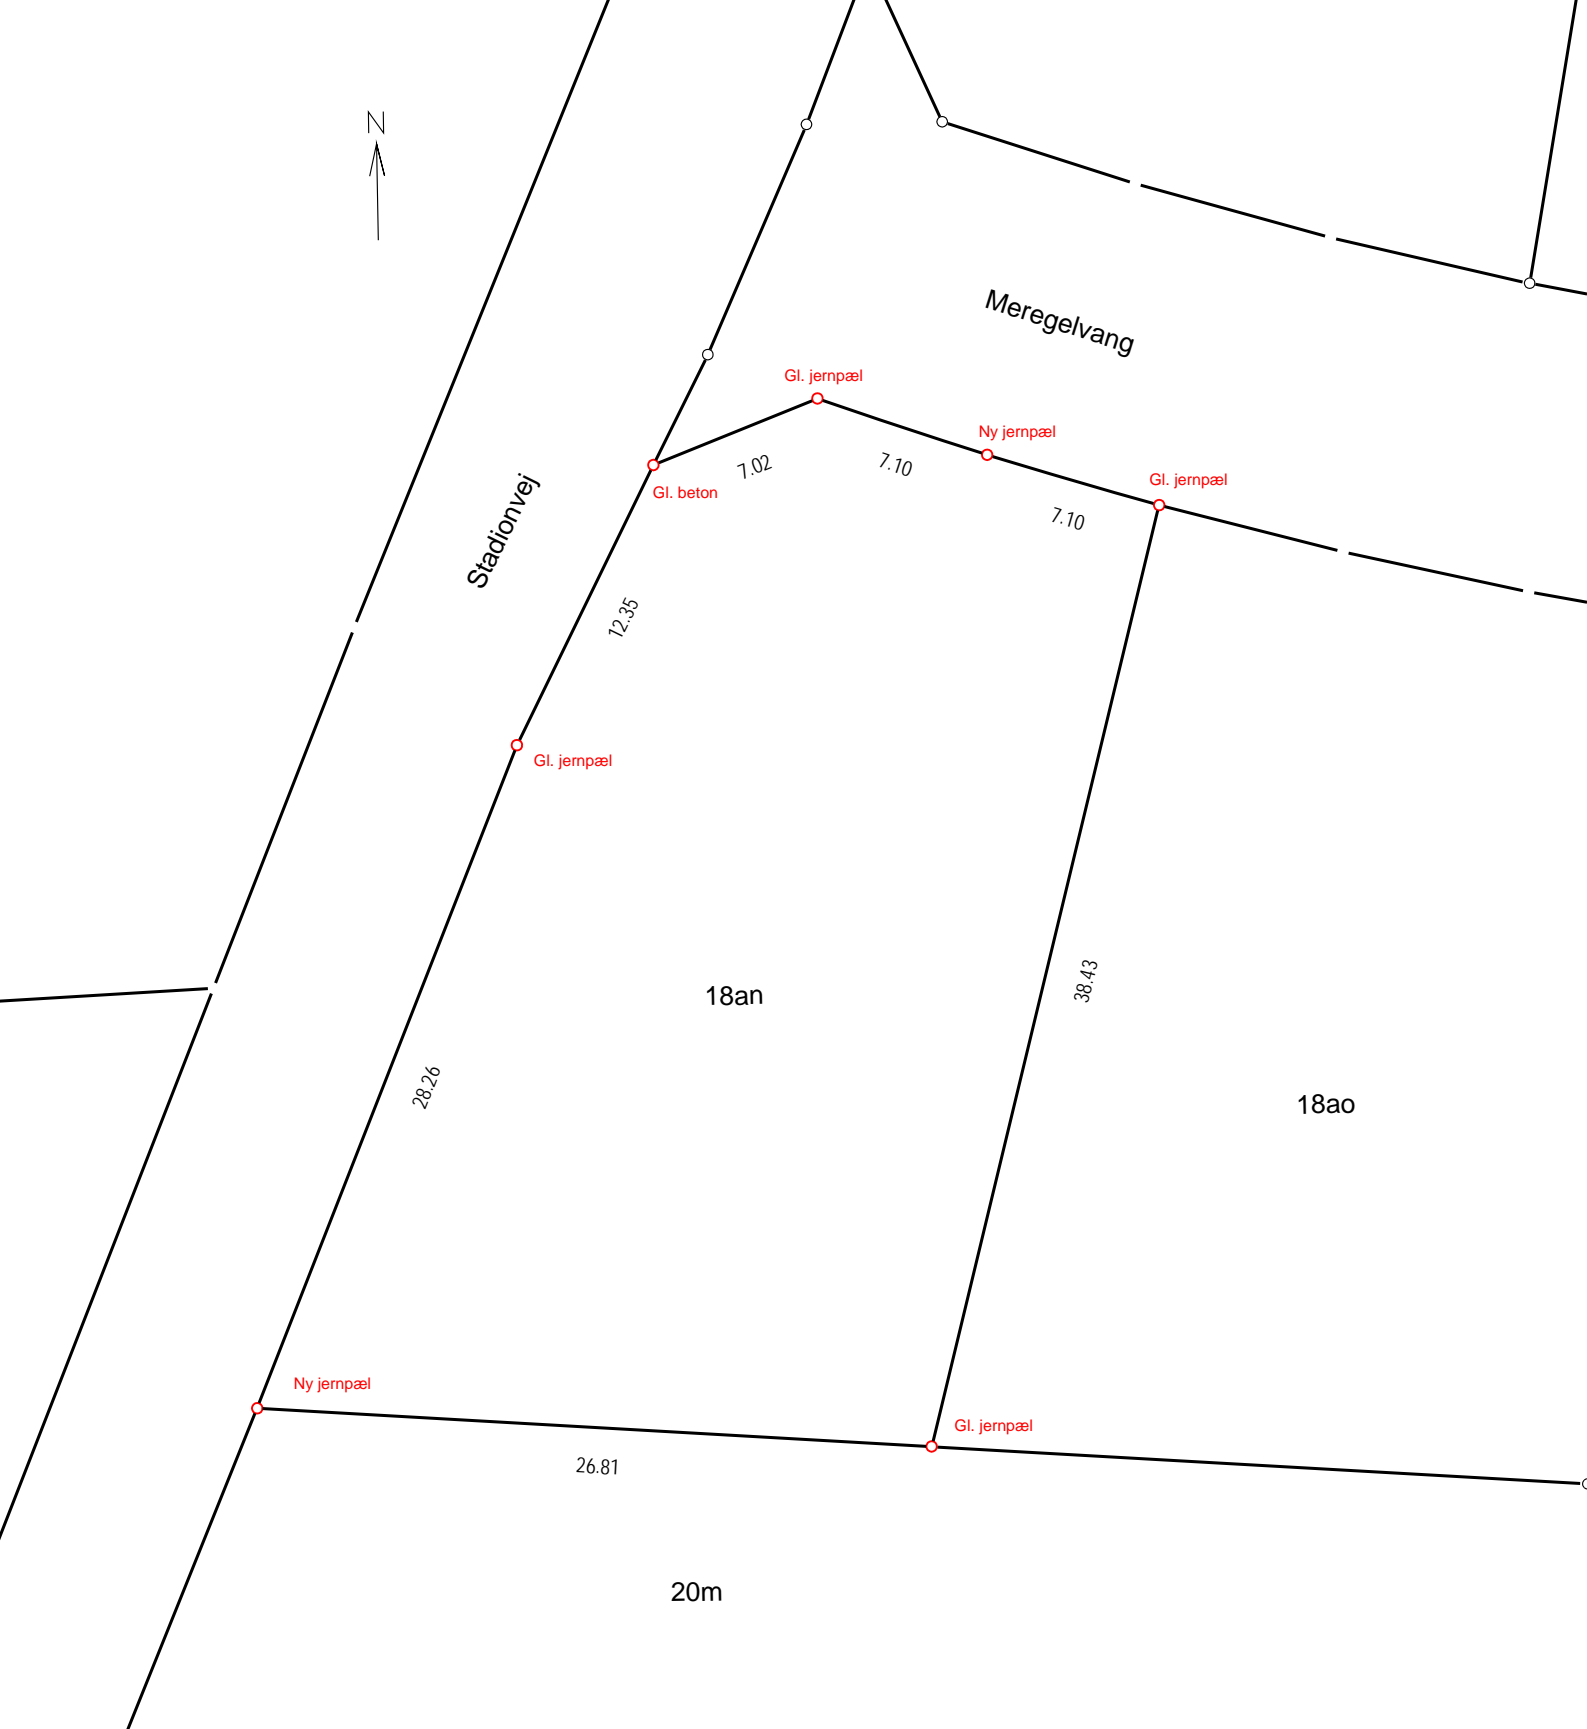 N
Meregelvang
Gl. jernpæl
Ny jernpæl
Gl. jernpæl
7.02
7.10
Gl. beton
7.10
Stadionvej
12.35
Gl. jernpæl
38.43
18an
28.26
18ao
Ny jernpæl
Gl. jernpæl
26.81
20m